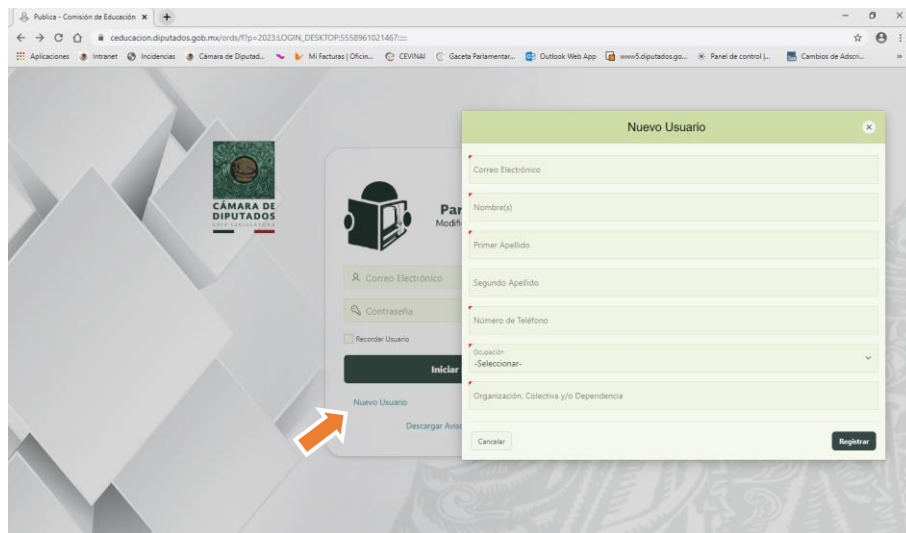 Publica - Comisión de Educación
ceducacion.diputados.gob.mx/ords/f?p=2023:LOGIN_DESKTOP:5558961021467:::
Aplicaciones Intranet Incidencias Cámara de Diputad... Mi Facturas | Oficin... CEVINAI Gaceta Parlamentar... Outlook Web App www5.diputados.go... Panel de control |... Cambios de Adscri... »
CÁMARA DE
DIPUTADOS
LXIV LEGISLATURA
Par
Modifi
Correo Electrónico
Contraseña
Recordar Usuario
Iniciar
Nuevo Usuario
Descargar Aviso
Nuevo Usuario
Correo Electrónico
Nombre(s)
Primer Apellido
Segundo Apellido
Número de Teléfono
Ocupación
-Seleccionar-
Organización, Colectiva y/o Dependencia
Cancelar
Registrar